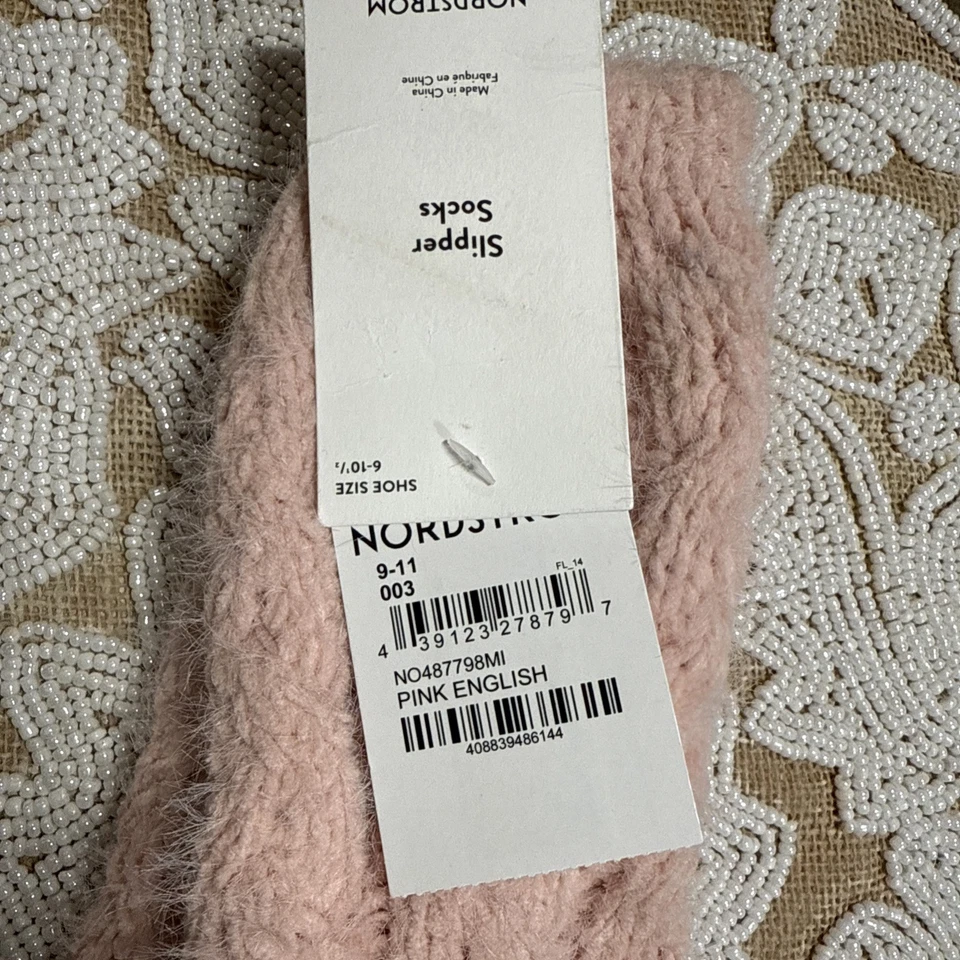 NORDSTROM
Made in China
Fabriqué en Chine
Slipper
Socks
SHOE SIZE
6-10½
NORDSTRO
9-11
003
FL_14
4 39123 27879 7
NO487798MI
PINK ENGLISH
408839486144